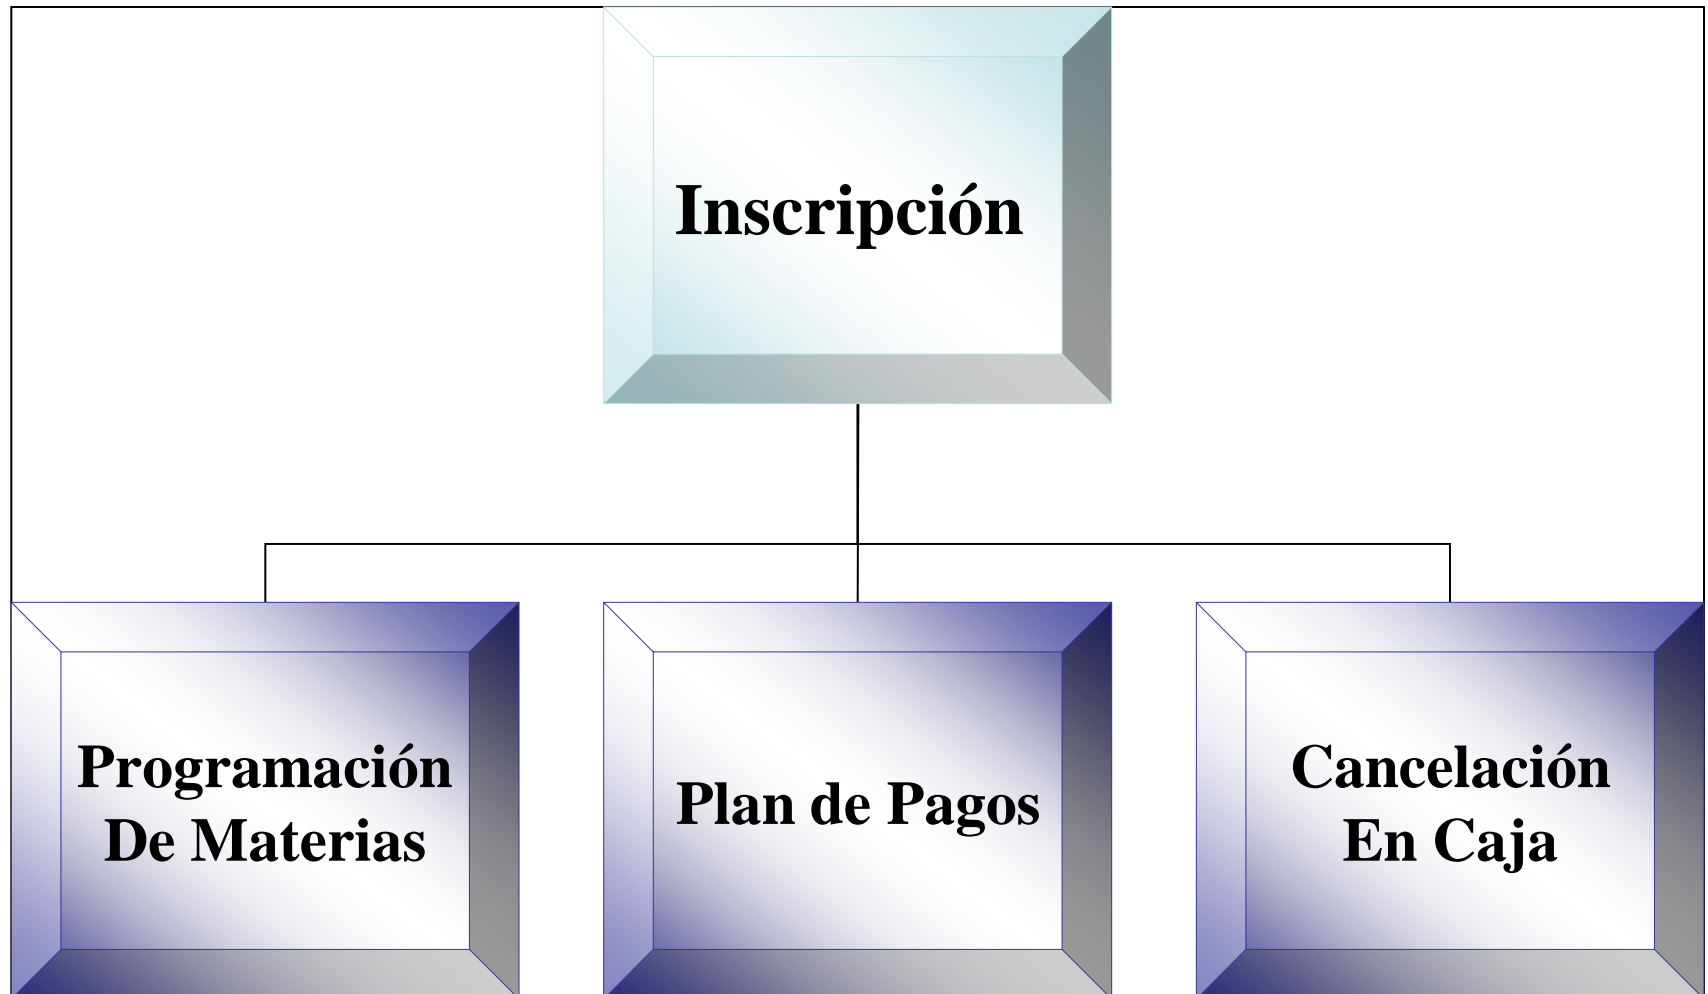 Inscripción
Programación
De Materias
Plan de Pagos
Cancelación
En Caja